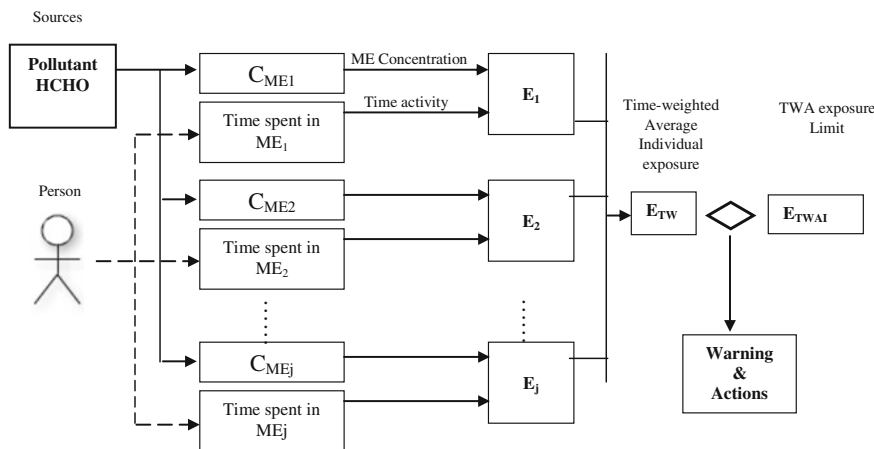 Sources
Pollutant
HCHO
Person
C_ME1
ME Concentration
Time spent in
ME_1
Time activity
E_1
C_ME2
Time spent in
ME_2
E_2
C_MEj
Time spent in
MEj
E_j
Time-weighted
Average
Individual
exposure
E_TW
TWA exposure
Limit
E_TWAI
Warning
&
Actions